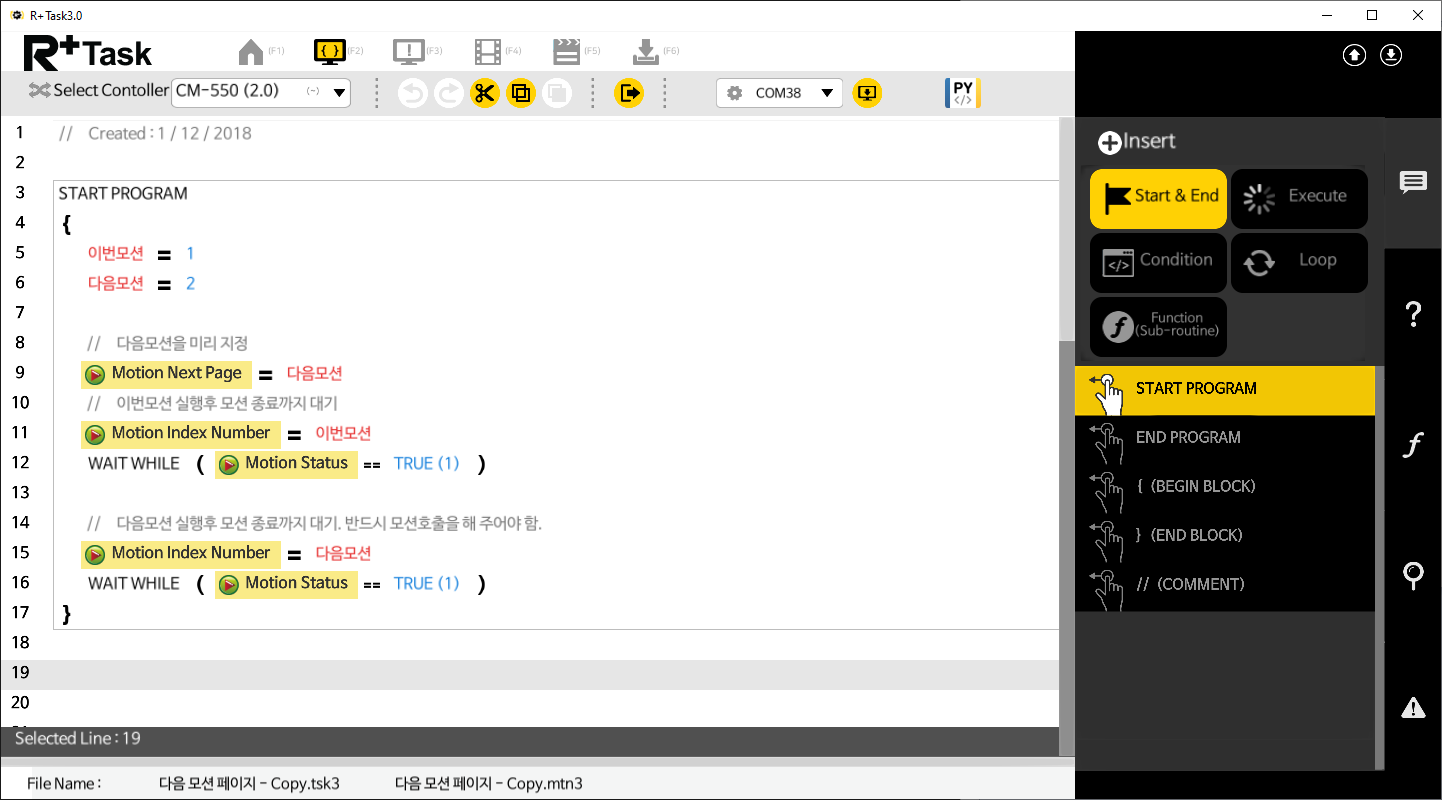 R+Task3.0
R+Task
(F1)
(F2)
(F3)
(F4)
(F5)
(F6)
Select Contoller
CM-550 (2.0)
(-)
COM38
PY
</>
1 // Created : 1 / 12 / 2018
2
3 START PROGRAM
4 {
5 이번모션 = 1
6 다음모션 = 2
7
8 // 다음모션을 미리 지정
9 Motion Next Page = 다음모션
10 // 이번모션 실행후 모션 종료까지 대기
11 Motion Index Number = 이번모션
12 WAIT WHILE ( Motion Status == TRUE (1) )
13
14 // 다음모션 실행후 모션 종료까지 대기. 반드시 모션호출을 해 주어야 함.
15 Motion Index Number = 다음모션
16 WAIT WHILE ( Motion Status == TRUE (1) )
17 }
18
19
20
Selected Line : 19
File Name : 다음 모션 페이지 - Copy.tsk3 다음 모션 페이지 - Copy.mtn3
Insert
Start & End
Execute
</> Condition
Loop
f Function
(Sub-routine)
START PROGRAM
END PROGRAM
{ (BEGIN BLOCK)
} (END BLOCK)
// (COMMENT)
?
f